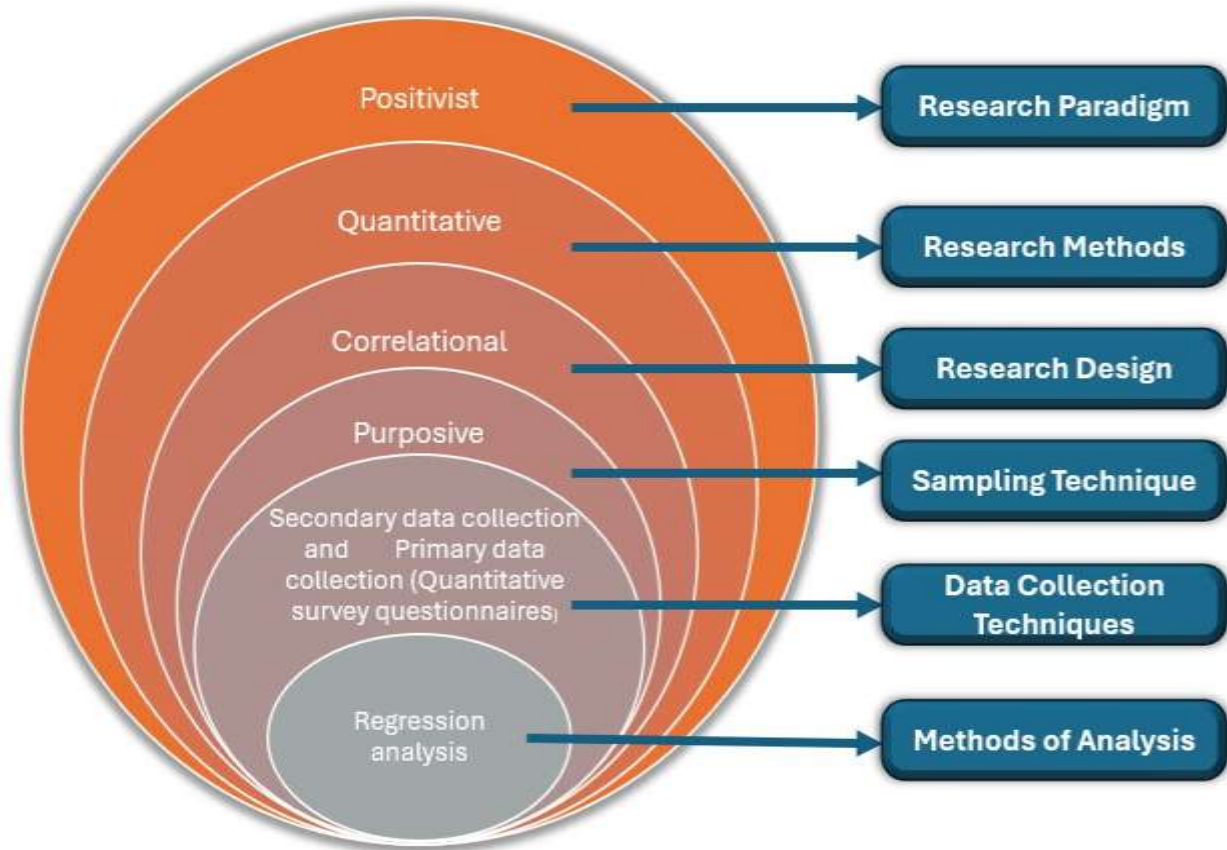 Positivist
Research Paradigm
Quantitative
Research Methods
Correlational
Research Design
Purposive
Sampling Technique
Secondary data collection
and Primary data
collection (Quantitative
survey questionnaires)
Data Collection
Techniques
Regression
analysis
Methods of Analysis